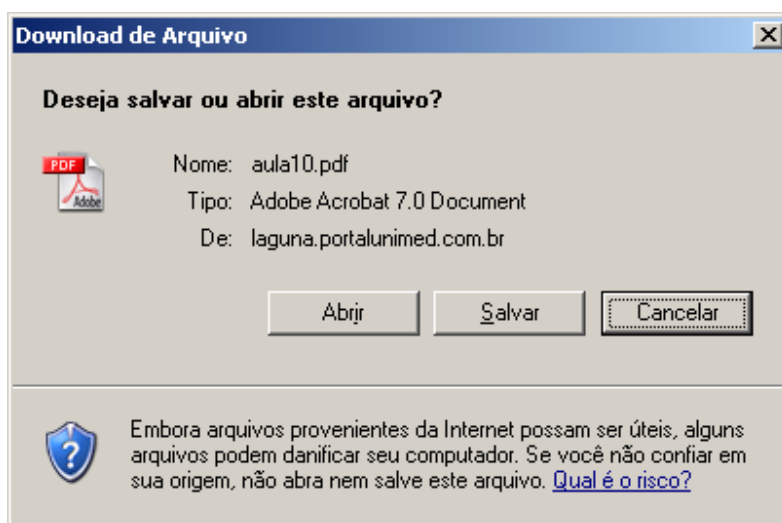 Download de Arquivo
Deseja salvar ou abrir este arquivo?
PDF
Adobe
Nome: aula10.pdf
Tipo: Adobe Acrobat 7.0 Document
De: laguna.portalunimed.com.br
Abrir Salvar Cancelar
Embora arquivos provenientes da Internet possam ser úteis, alguns
arquivos podem danificar seu computador. Se você não confiar em
sua origem, não abra nem salve este arquivo. Qual é o risco?